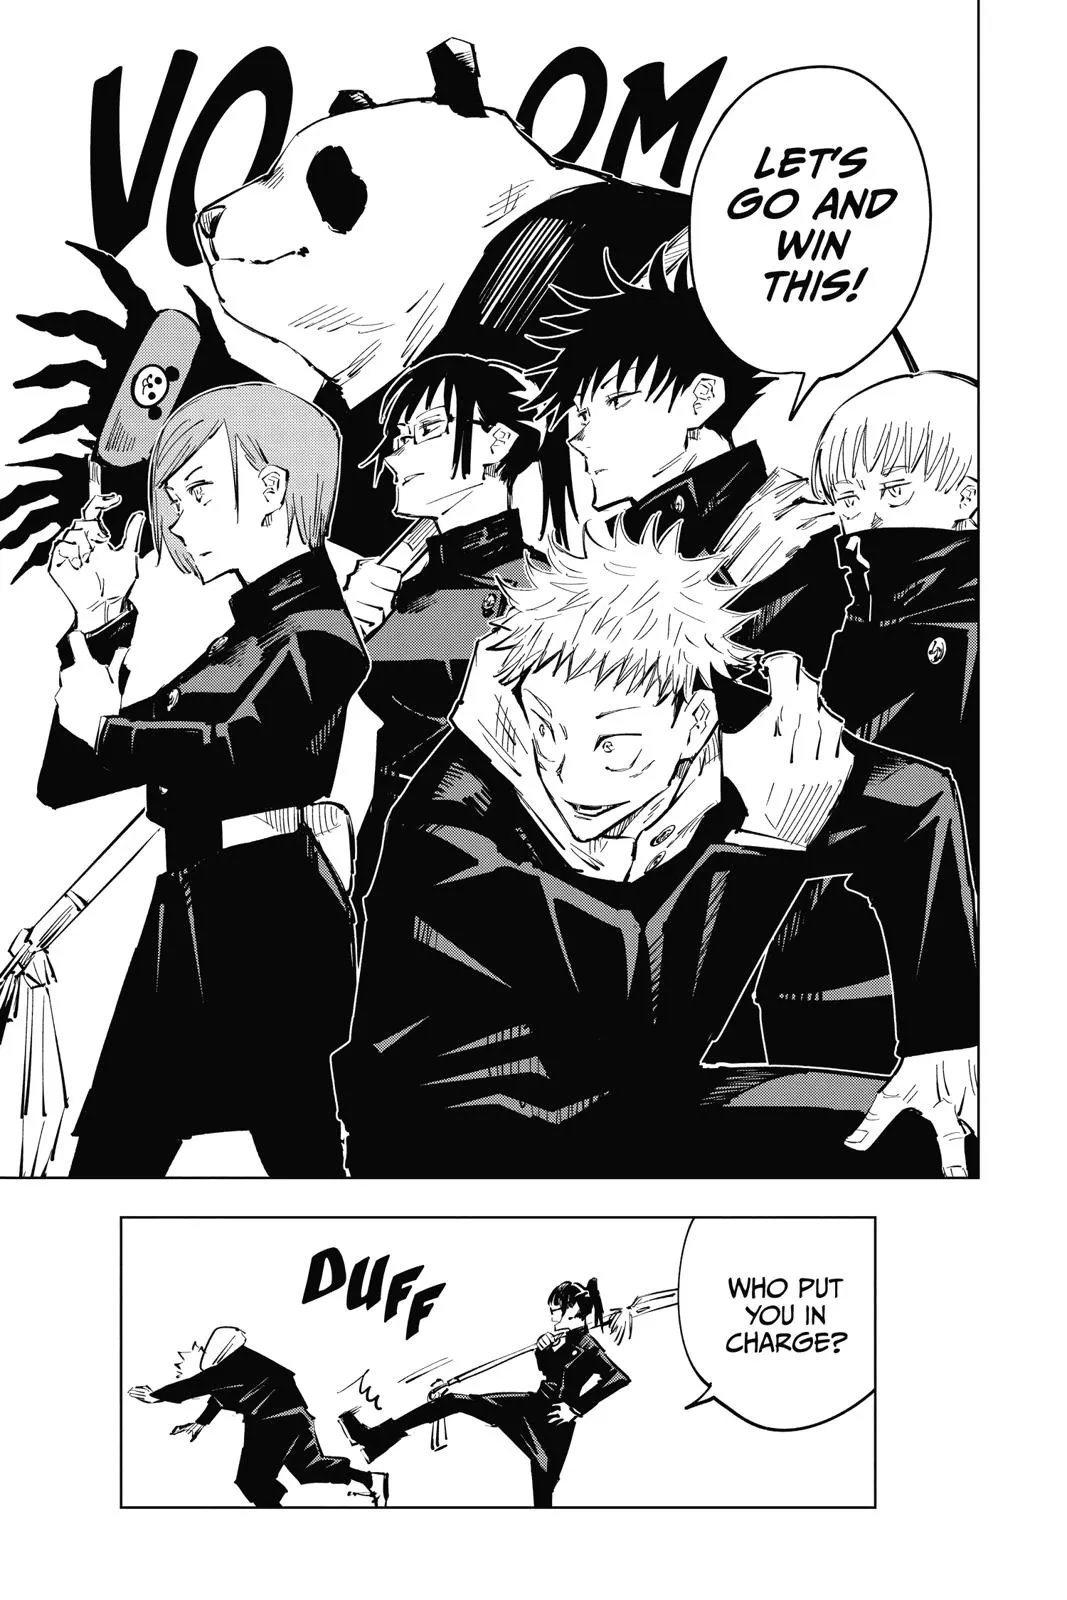 VO OM
LET'S
GO AND
WIN
THIS!
DUFF
WHO PUT
YOU IN
CHARGE?